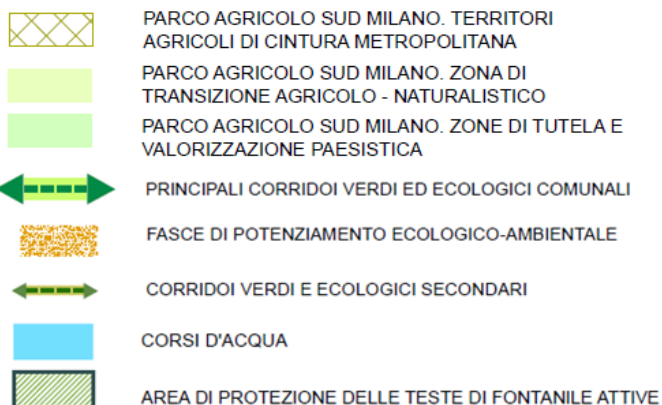 PARCO AGRICOLO SUD MILANO. TERRITORI
AGRICOLI DI CINTURA METROPOLITANA
PARCO AGRICOLO SUD MILANO. ZONA DI
TRANSIZIONE AGRICOLO - NATURALISTICO
PARCO AGRICOLO SUD MILANO. ZONE DI TUTELA E
VALORIZZAZIONE PAESISTICA
PRINCIPALI CORRIDOI VERDI ED ECOLOGICI COMUNALI
FASCE DI POTENZIAMENTO ECOLOGICO-AMBIENTALE
CORRIDOI VERDI E ECOLOGICI SECONDARI
CORSI D'ACQUA
AREA DI PROTEZIONE DELLE TESTE DI FONTANILE ATTIVE